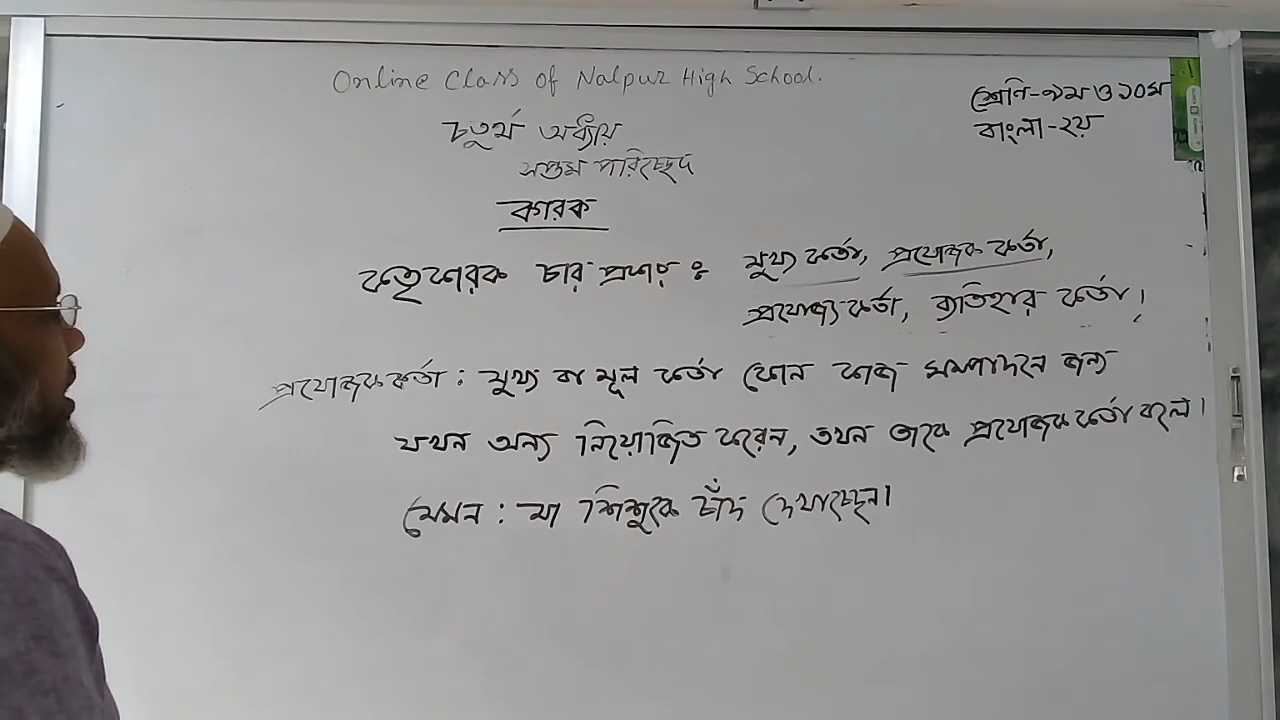 Online Class of Nalpur High School.
শ্রেণি-৯ম ও ১০ম
বাংলা-২য়
চতুর্থ অধ্যায়
সপ্তম পরিচ্ছেদ
কারক
কর্তৃকারক চার প্রকার ঃ মুখ্য কর্তা, প্রযোজক কর্তা,
প্রযোজ্য কর্তা, ব্যতিহার কর্তা।
প্রযোজক কর্তা : মুখ্য বা মূল কর্তা কোন কাজ সম্পাদনে জন্য
যখন অন্য নিয়োজিত করেন, তখন তাকে প্রযোজক কর্তা বলে।
যেমন : মা শিশুকে চাঁদ দেখাচ্ছেন।